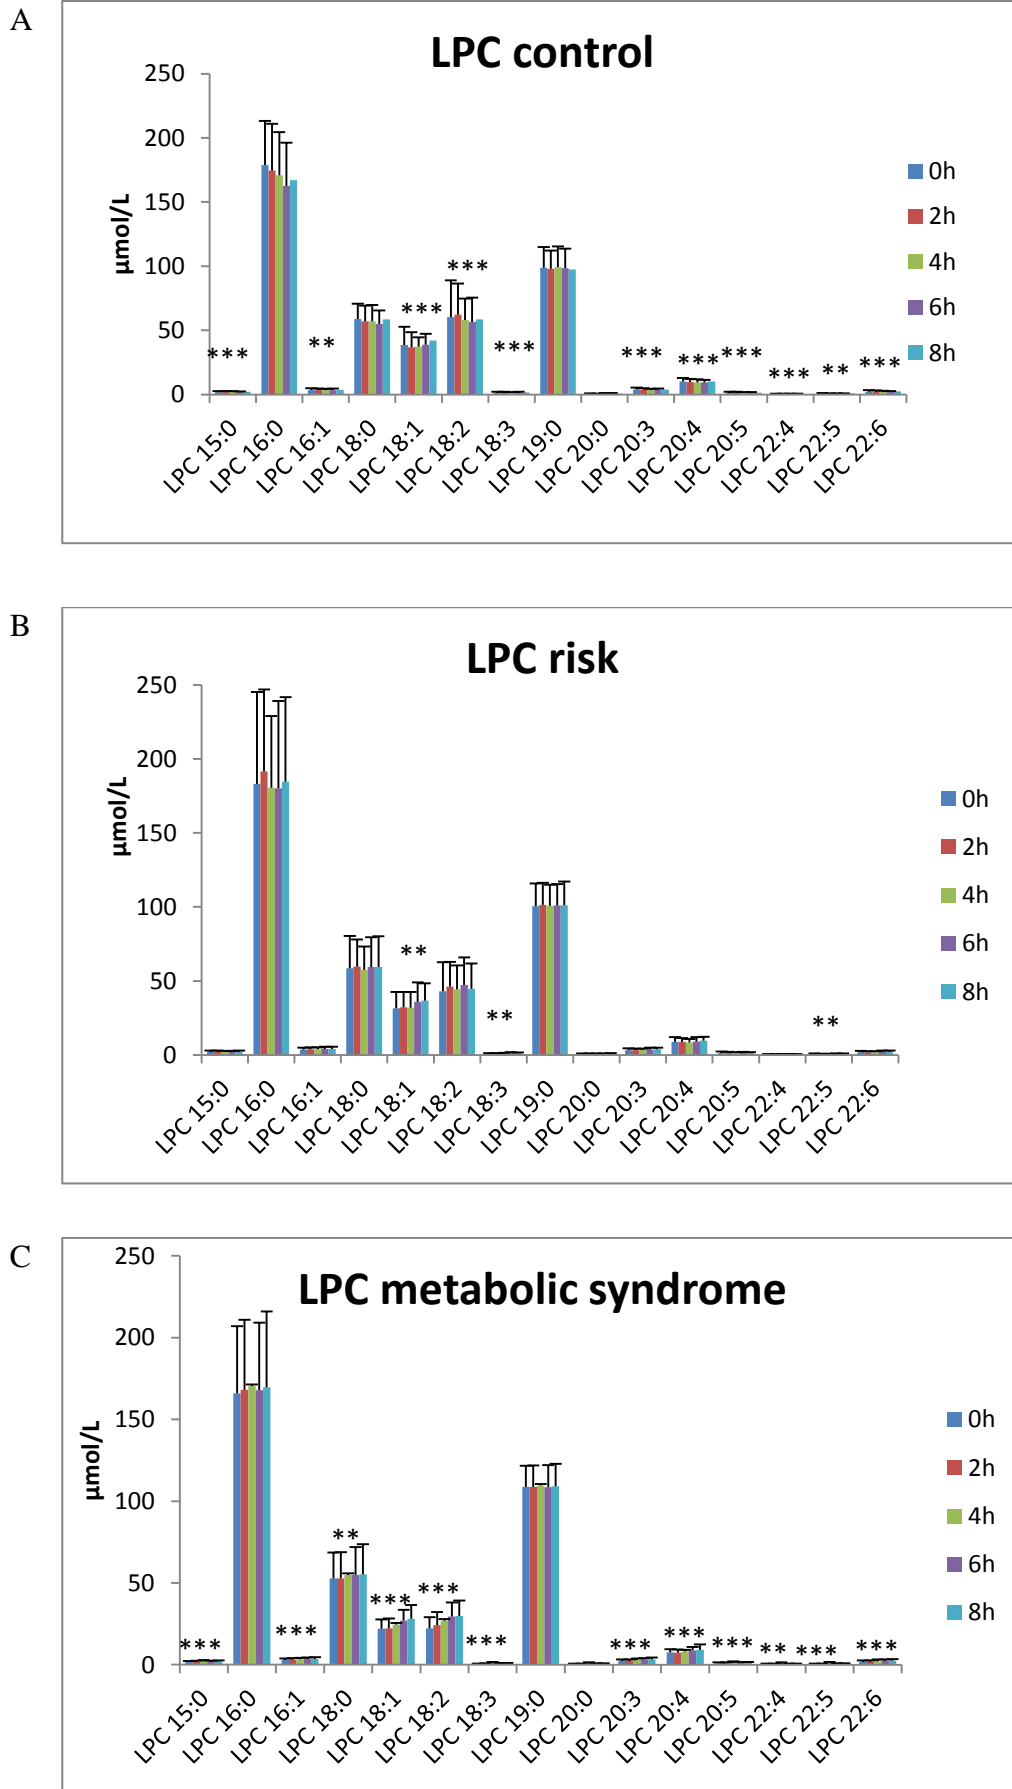 A
LPC control
250
200
150
100
50
0
µmol/L
***
**
***
***
***
***
***
***
***
**
***
LPC 15:0
LPC 16:0
LPC 16:1
LPC 18:0
LPC 18:1
LPC 18:2
LPC 18:3
LPC 19:0
LPC 20:0
LPC 20:3
LPC 20:4
LPC 20:5
LPC 22:4
LPC 22:5
LPC 22:6
0h
2h
4h
6h
8h
B
LPC risk
250
200
150
100
50
0
µmol/L
**
**
**
LPC 15:0
LPC 16:0
LPC 16:1
LPC 18:0
LPC 18:1
LPC 18:2
LPC 18:3
LPC 19:0
LPC 20:0
LPC 20:3
LPC 20:4
LPC 20:5
LPC 22:4
LPC 22:5
LPC 22:6
0h
2h
4h
6h
8h
C
LPC metabolic syndrome
250
200
150
100
50
0
µmol/L
***
***
**
***
***
***
***
***
***
**
***
***
LPC 15:0
LPC 16:0
LPC 16:1
LPC 18:0
LPC 18:1
LPC 18:2
LPC 18:3
LPC 19:0
LPC 20:0
LPC 20:3
LPC 20:4
LPC 20:5
LPC 22:4
LPC 22:5
LPC 22:6
0h
2h
4h
6h
8h